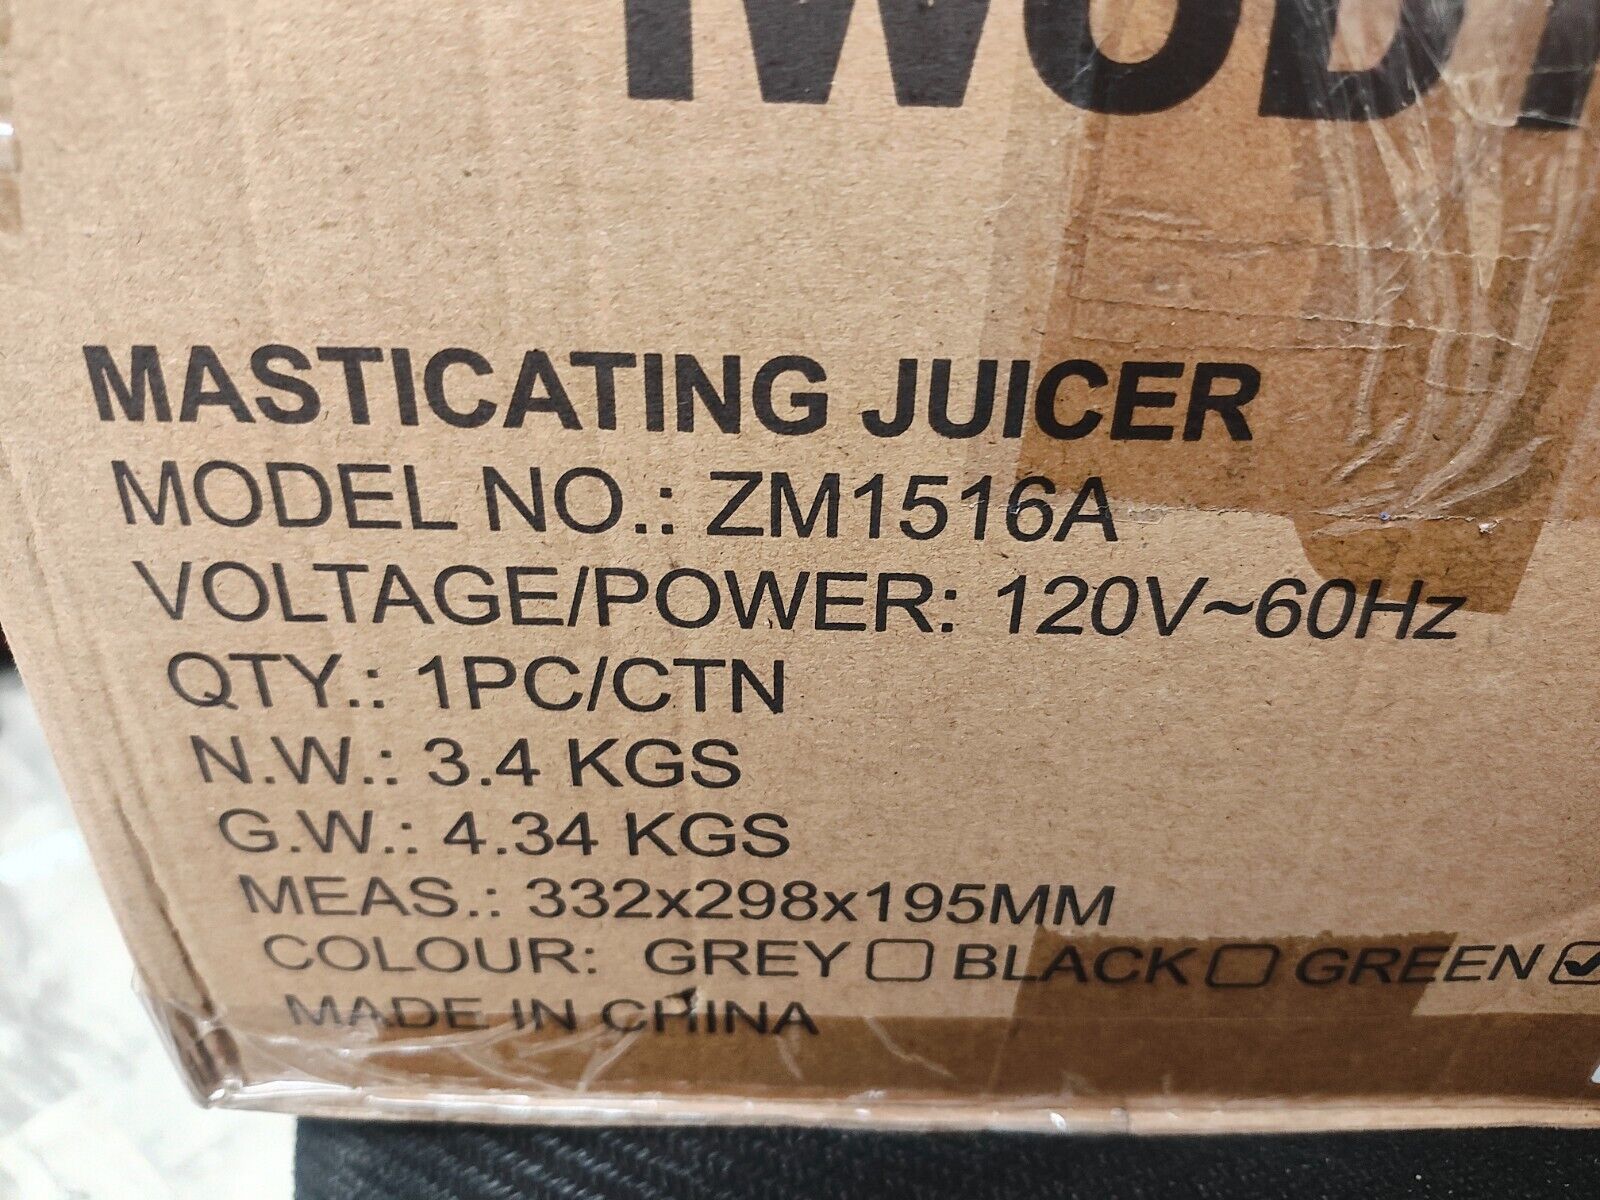 MASTICATING JUICER
MODEL NO.: ZM1516A
VOLTAGE/POWER: 120V~60Hz
QTY.: 1PC/CTN
N.W.: 3.4 KGS
G.W.: 4.34 KGS
MEAS.: 332x298x195MM
COLOUR: GREY☐ BLACK☐ GREEN☑
MADE IN CHINA